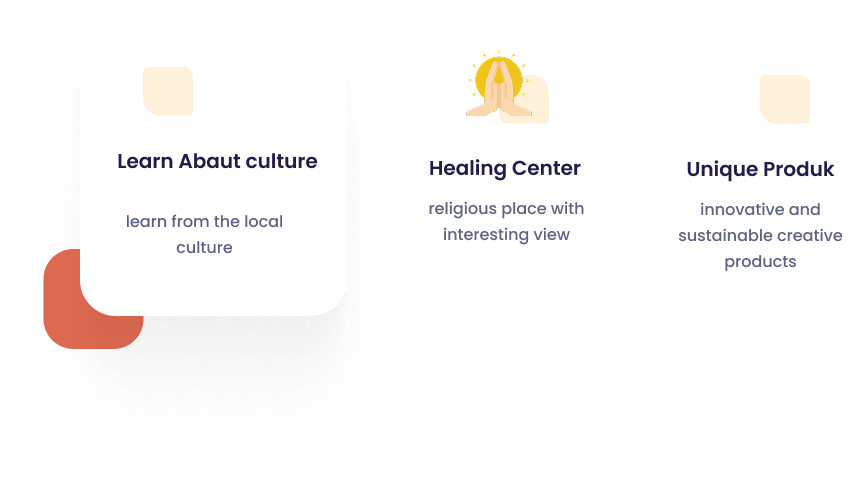 Learn Abaut culture
learn from the local
culture
Healing Center
religious place with
interesting view
Unique Produk
innovative and
sustainable creative
products